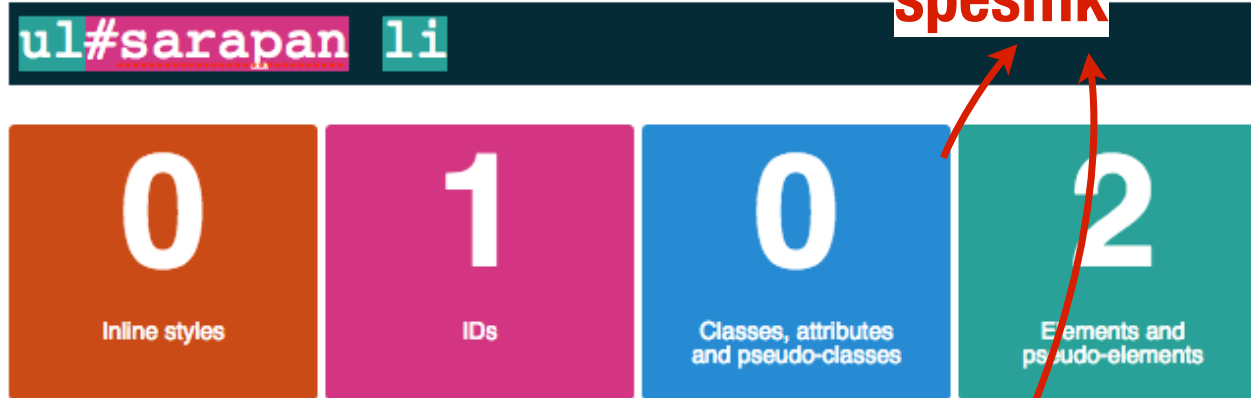 spesifik
ul#sarapan li
0 1 0 2
Inline styles
IDs
Classes, attributes
and pseudo-classes
Elements and
pseudo-elements